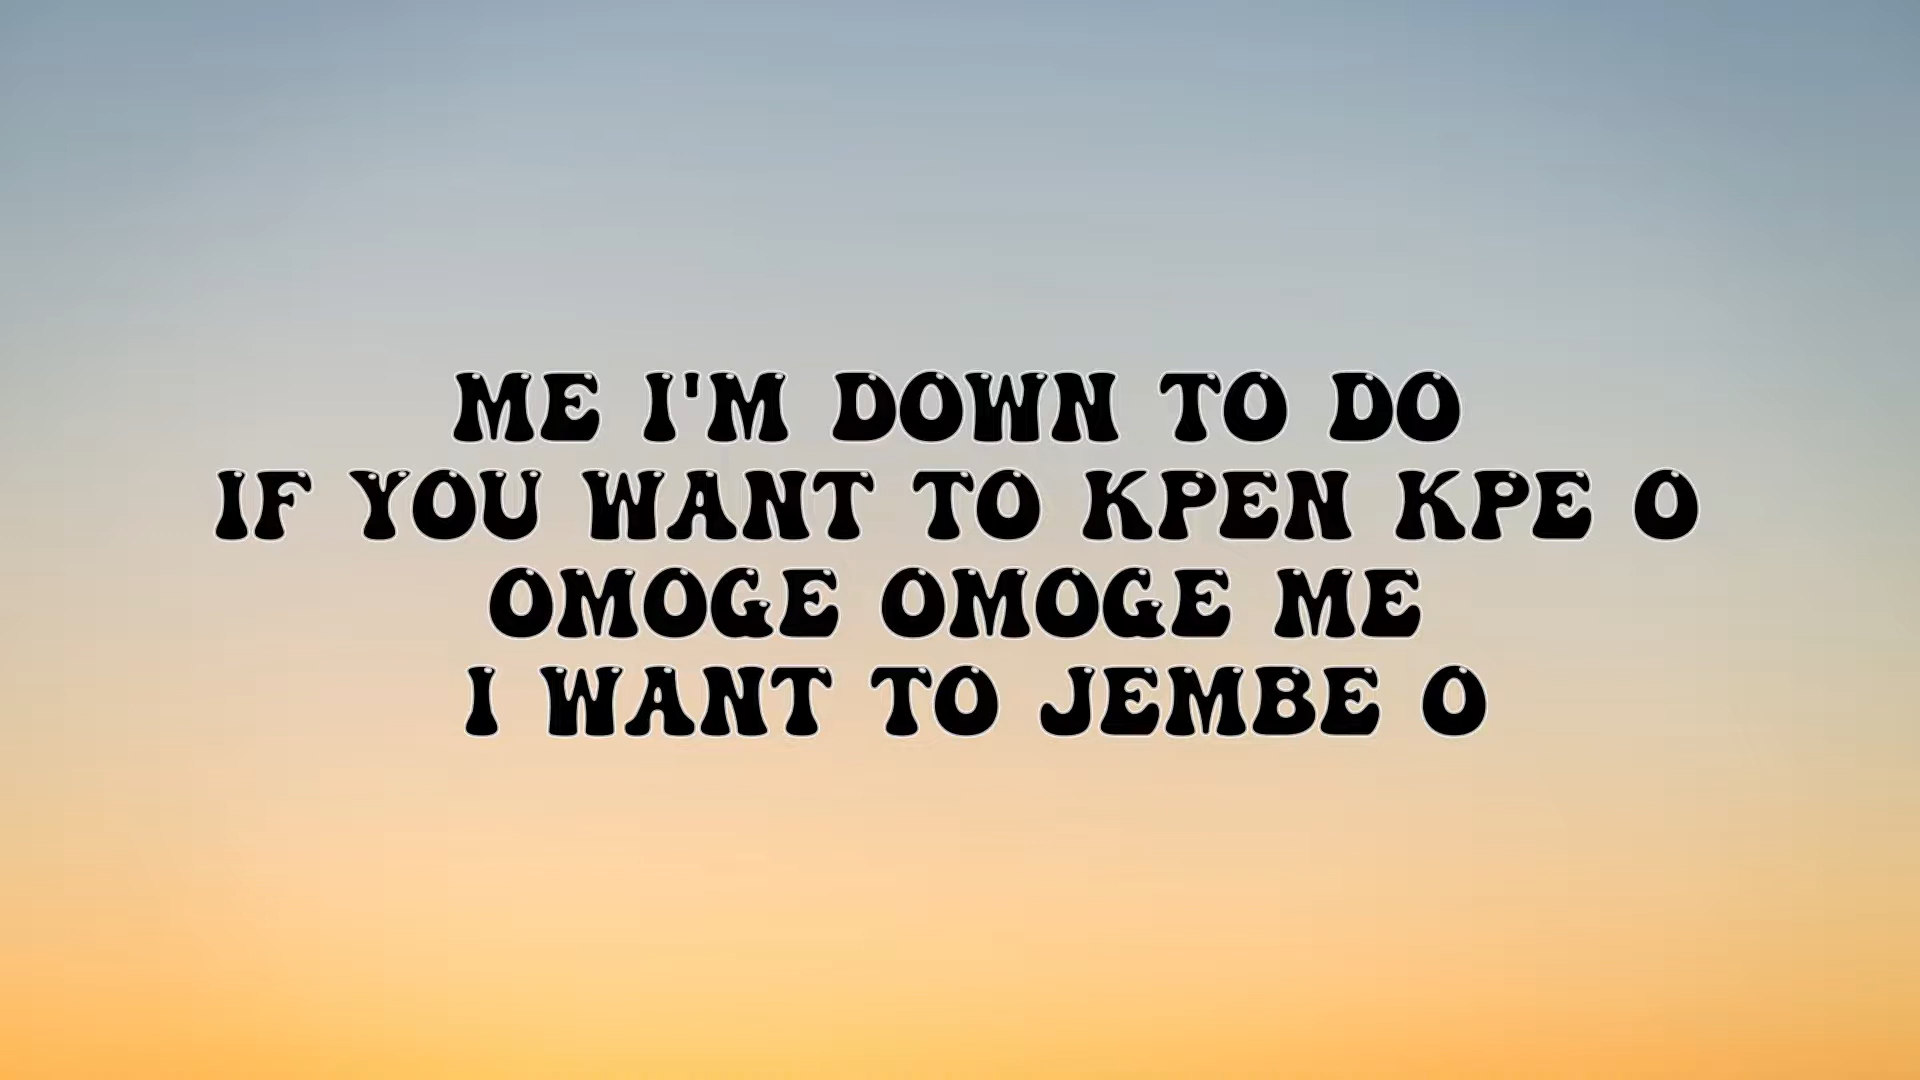 ME I'M DOWN TO DO
IF YOU WANT TO KPEN KPE O
OMOGE OMOGE ME
I WANT TO JEMBE O